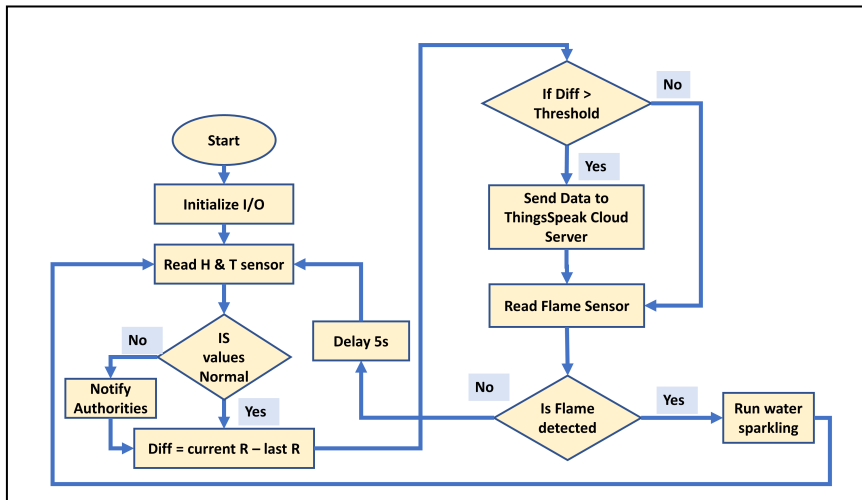 Start
Initialize I/O
Read H & T sensor
IS
values
Normal
No
Notify
Authorities
Yes
Diff = current R – last R
If Diff >
Threshold
No
Yes
Send Data to
ThingsSpeak Cloud
Server
Read Flame Sensor
Is Flame
detected
No
Delay 5s
Yes
Run water
sparkling